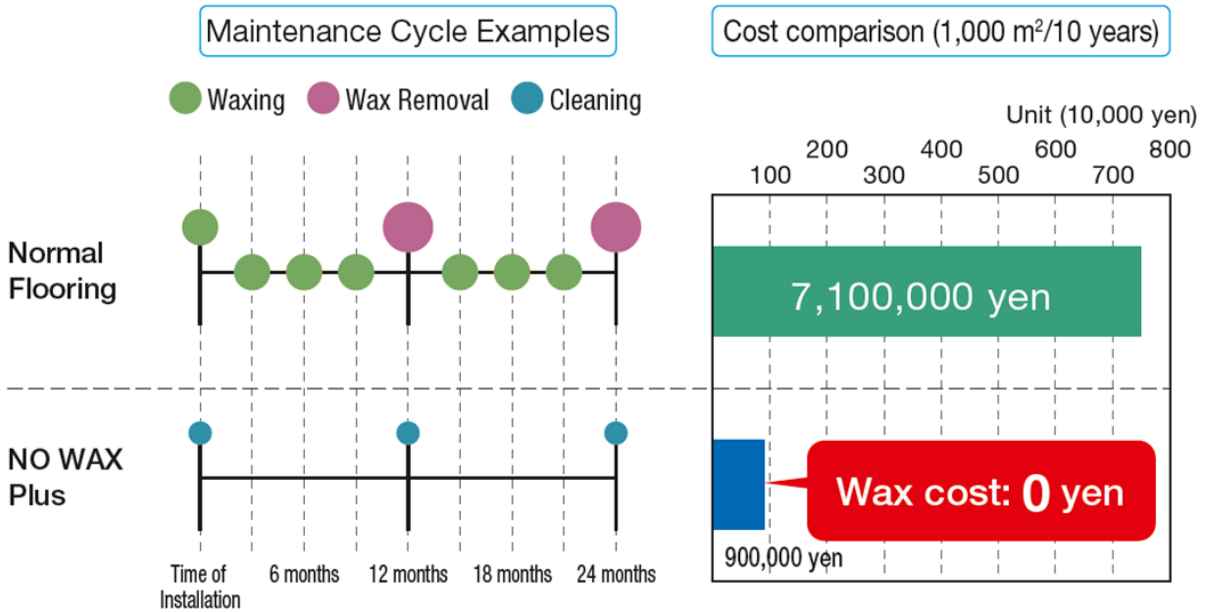 Maintenance Cycle Examples
Waxing
Wax Removal
Cleaning
Normal
Flooring
NO WAX
Plus
Time of
Installation
6 months
12 months
18 months
24 months
Cost comparison (1,000 m²/10 years)
Unit (10,000 yen)
200 400 600 800
100 300 500 700
7,100,000 yen
Wax cost: 0 yen
900,000 yen